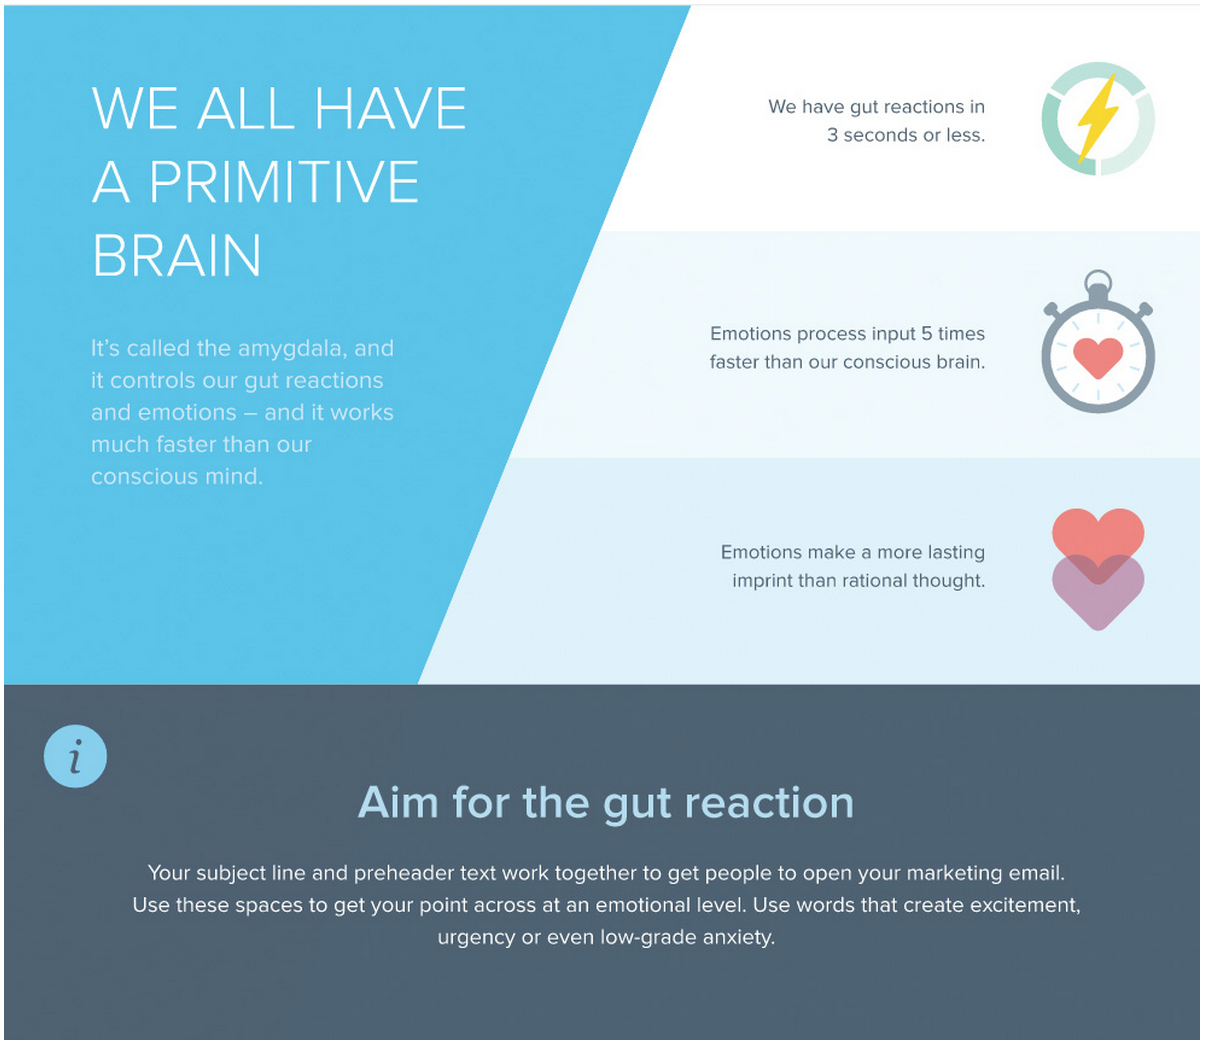 WE ALL HAVE
A PRIMITIVE
BRAIN
It's called the amygdala, and
it controls our gut reactions
and emotions – and it works
much faster than our
conscious mind.
We have gut reactions in
3 seconds or less.
Emotions process input 5 times
faster than our conscious brain.
Emotions make a more lasting
imprint than rational thought.
i
Aim for the gut reaction
Your subject line and preheader text work together to get people to open your marketing email.
Use these spaces to get your point across at an emotional level. Use words that create excitement,
urgency or even low-grade anxiety.